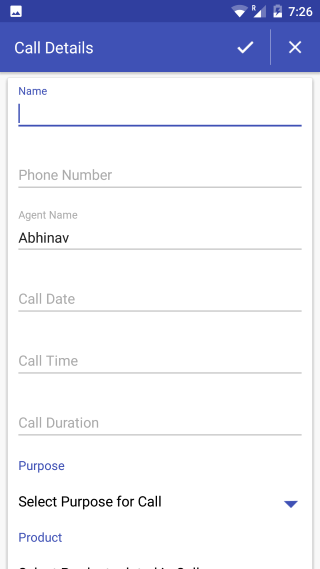 R
7:26
Call Details
Name
Phone Number
Agent Name
Abhinav
Call Date
Call Time
Call Duration
Purpose
Select Purpose for Call
Product